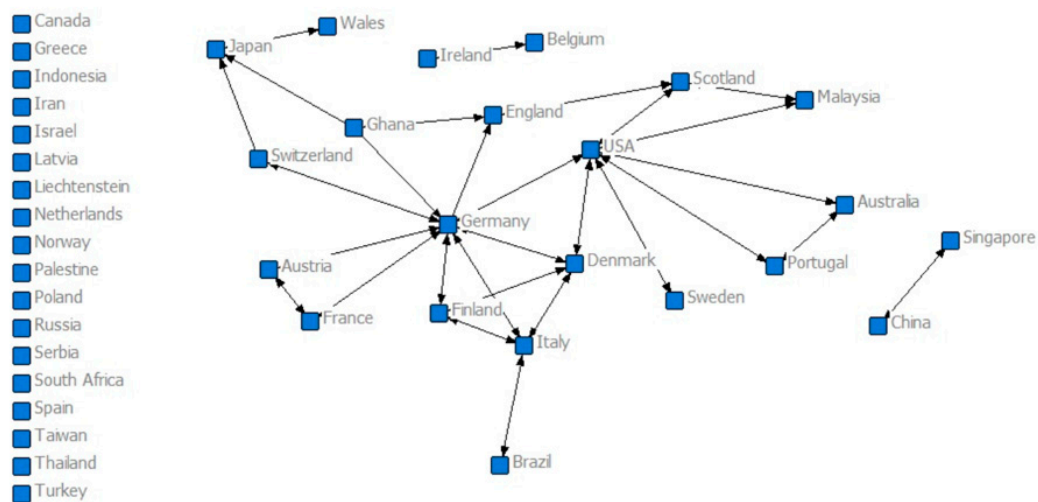 Canada
Greece
Indonesia
Iran
Israel
Latvia
Liechtenstein
Netherlands
Norway
Palestine
Poland
Russia
Serbia
South Africa
Spain
Taiwan
Thailand
Turkey
Wales
Japan
Ireland
Belgium
Scotland
Malaysia
England
Ghana
USA
Switzerland
Australia
Germany
Singapore
Austria
Denmark
Portugal
Sweden
Finland
France
China
Italy
Brazil